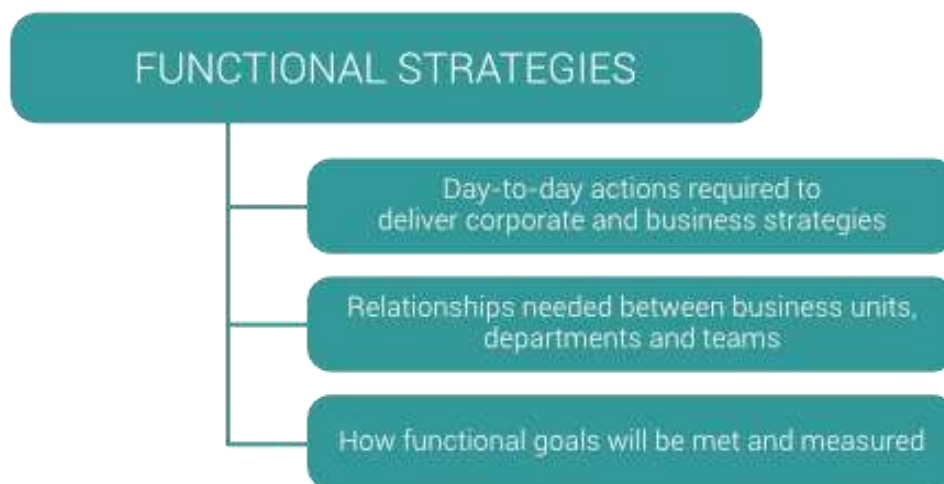 FUNCTIONAL STRATEGIES
Day-to-day actions required to
deliver corporate and business strategies
Relationships needed between business units,
departments and teams
How functional goals will be met and measured